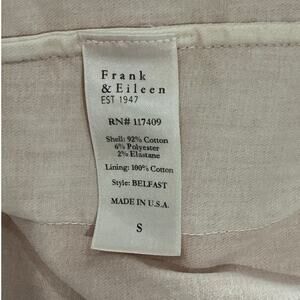 Frank
& Eileen
EST 1947
RN# 117409
Shell: 92% Cotton
6% Polyester
2% Elastane
Lining: 100% Cotton
Style: BELFAST
MADE IN U.S.A.
S